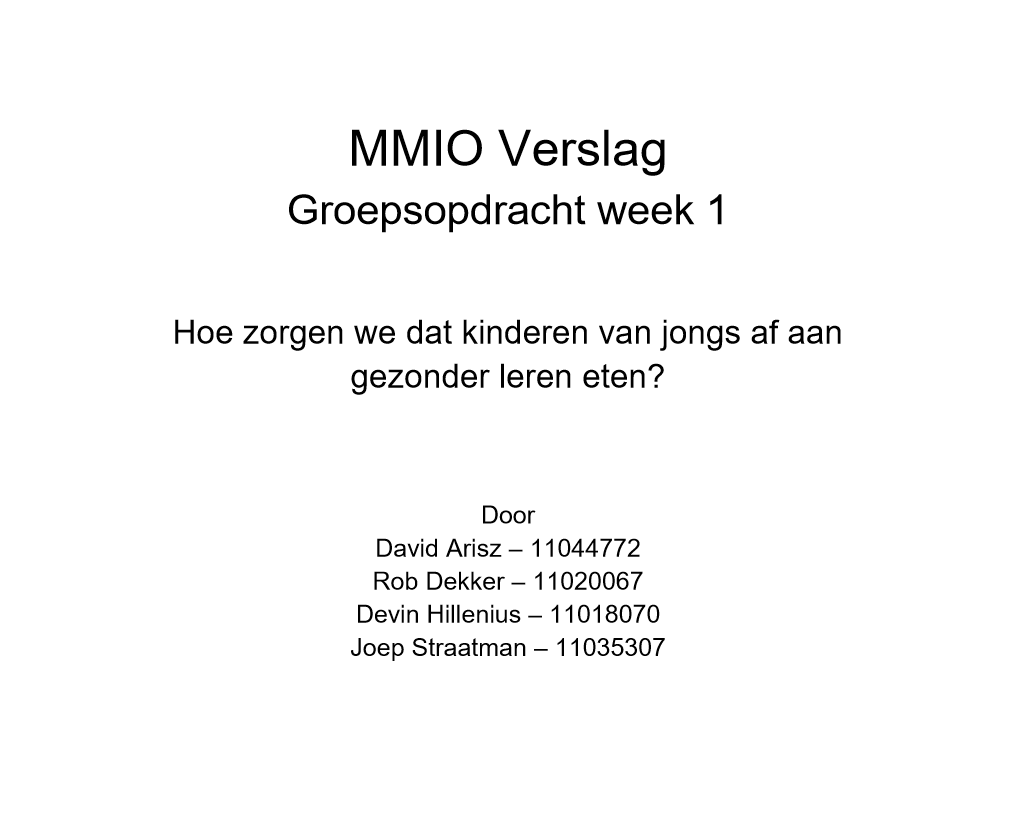 MMIO Verslag
Groepsopdracht week 1
Hoe zorgen we dat kinderen van jongs af aan
gezonder leren eten?
Door
David Arisz – 11044772
Rob Dekker – 11020067
Devin Hillenius – 11018070
Joep Straatman – 11035307